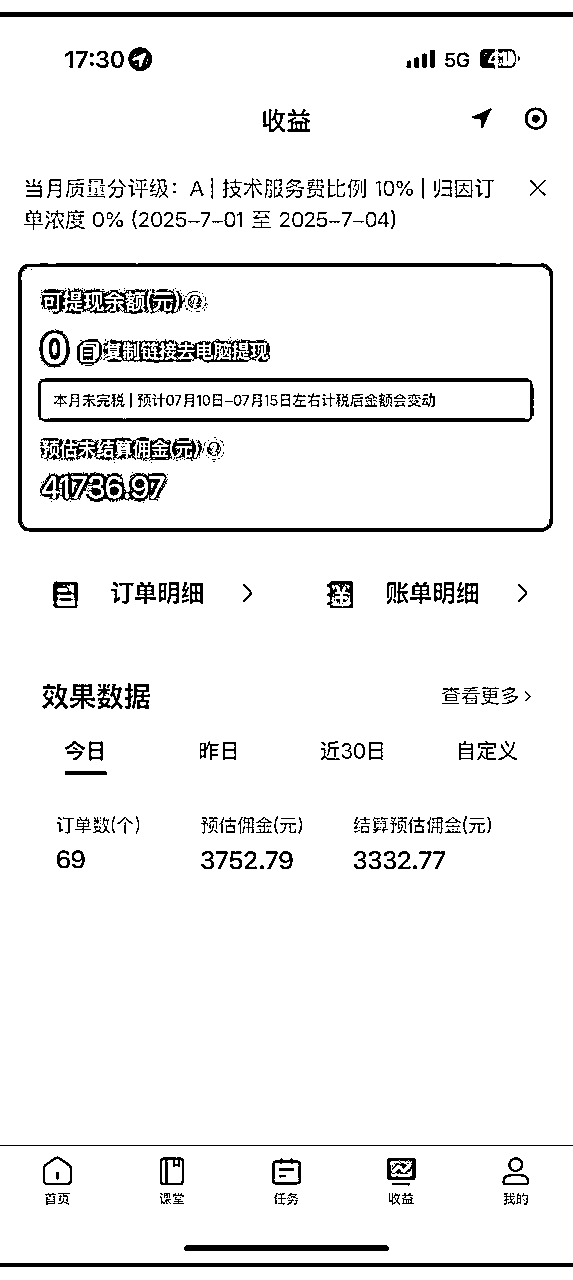 17:30 5G
收益
当月质量分评级：A | 技术服务费比例 10% | 归因订
单浓度 0% (2025-7-01 至 2025-7-04)
可提现余额(元)
0 复制链接去电脑提现
本月未完税 | 预计07月10日-07月15日左右计税后金额会变动
预估未结算佣金(元)
41736.97
订单明细 账单明细
效果数据 查看更多
今日 昨日 近30日 自定义
订单数(个) 预估佣金(元) 结算预估佣金(元)
69 3752.79 3332.77
首页 课堂 任务 收益 我的